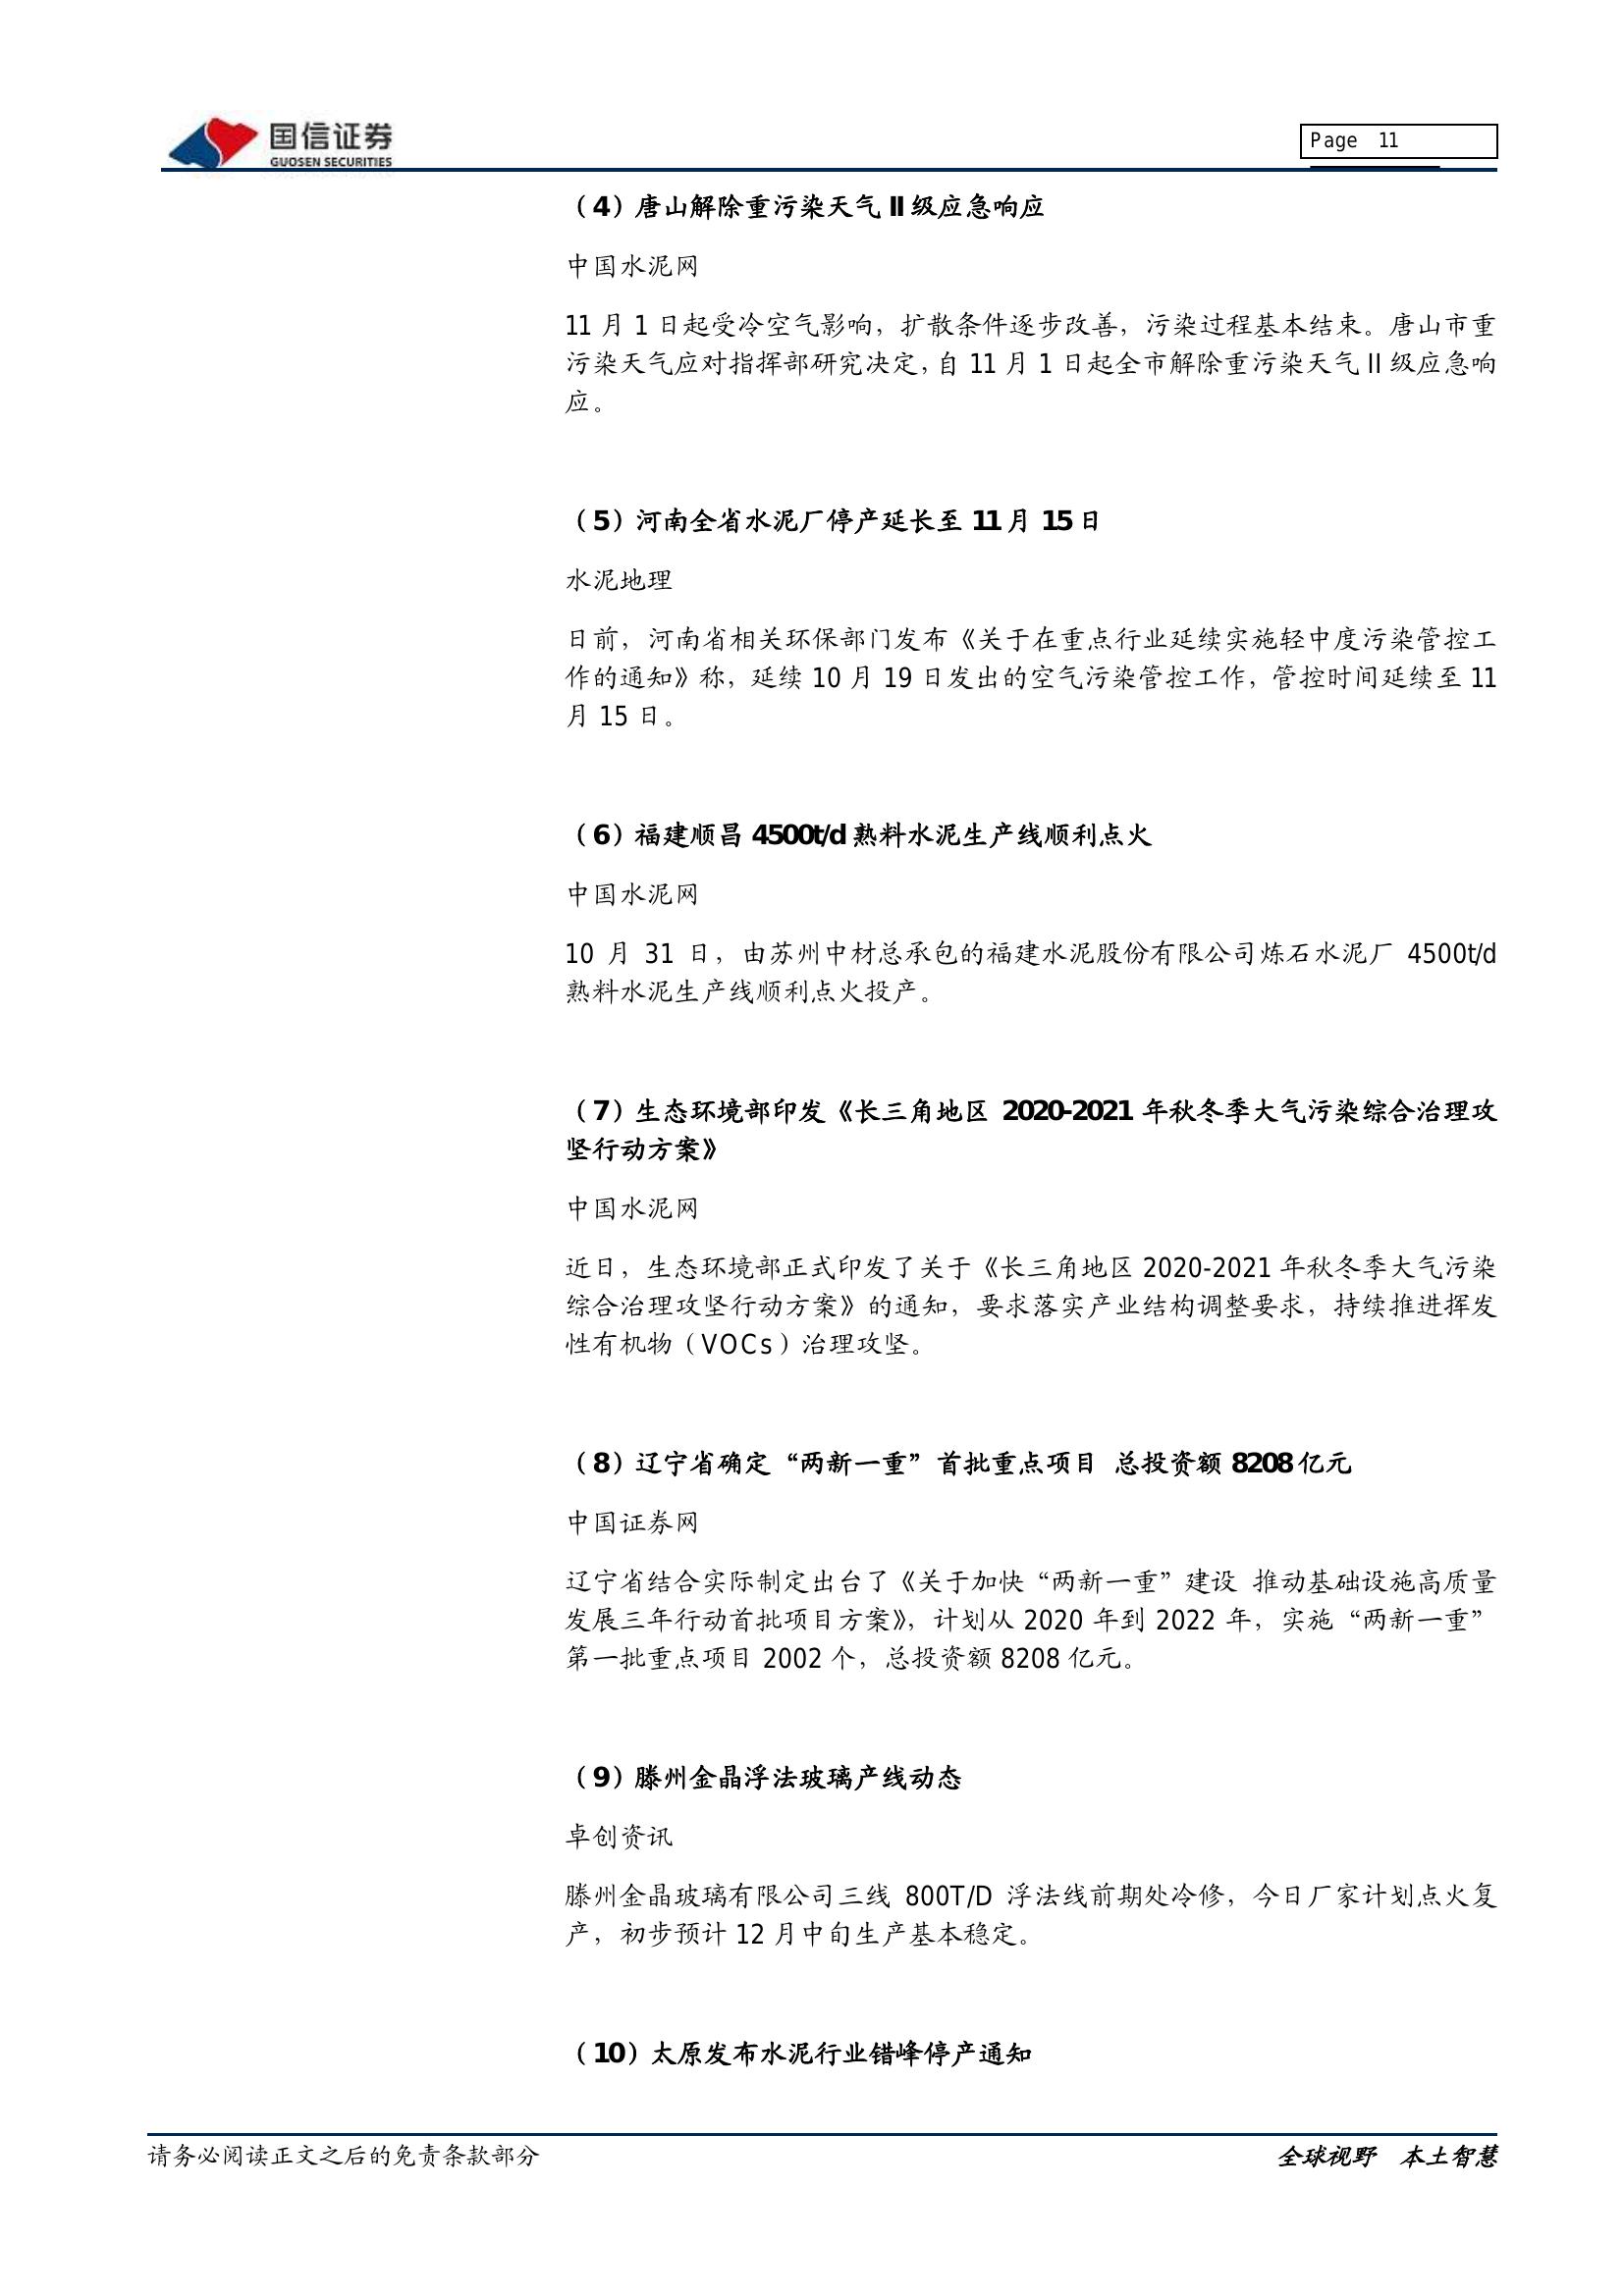 国信证券
GUOSEN SECURITIES
Page 11
（4）唐山解除重污染天气 II 级应急响应
中国水泥网
11 月 1 日起受冷空气影响，扩散条件逐步改善，污染过程基本结束。唐山市重
污染天气应对指挥部研究决定，自 11 月 1 日起全市解除重污染天气 II 级应急响
应。
（5）河南全省水泥厂停产延长至 11 月 15 日
水泥地理
日前，河南省相关环保部门发布《关于在重点行业延续实施轻中度污染管控工
作的通知》称，延续 10 月 19 日发出的空气污染管控工作，管控时间延续至 11
月 15 日。
（6）福建顺昌 4500t/d 熟料水泥生产线顺利点火
中国水泥网
10 月 31 日，由苏州中材总承包的福建水泥股份有限公司炼石水泥厂 4500t/d
熟料水泥生产线顺利点火投产。
（7）生态环境部印发《长三角地区 2020-2021 年秋冬季大气污染综合治理攻
坚行动方案》
中国水泥网
近日，生态环境部正式印发了关于《长三角地区 2020-2021 年秋冬季大气污染
综合治理攻坚行动方案》的通知，要求落实产业结构调整要求，持续推进挥发
性有机物（VOCs）治理攻坚。
（8）辽宁省确定“两新一重”首批重点项目 总投资额 8208 亿元
中国证券网
辽宁省结合实际制定出台了《关于加快“两新一重”建设 推动基础设施高质量
发展三年行动首批项目方案》，计划从 2020 年到 2022 年，实施“两新一重”
第一批重点项目 2002 个，总投资额 8208 亿元。
（9）滕州金晶浮法玻璃产线动态
卓创资讯
滕州金晶玻璃有限公司三线 800T/D 浮法线前期处冷修，今日厂家计划点火复
产，初步预计 12 月中旬生产基本稳定。
（10）太原发布水泥行业错峰停产通知
请务必阅读正文之后的免责条款部分
全球视野 本土智慧